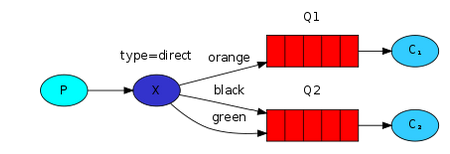 Q1
type=direct
orange
C₁
P
X
black
Q2
green
C₂